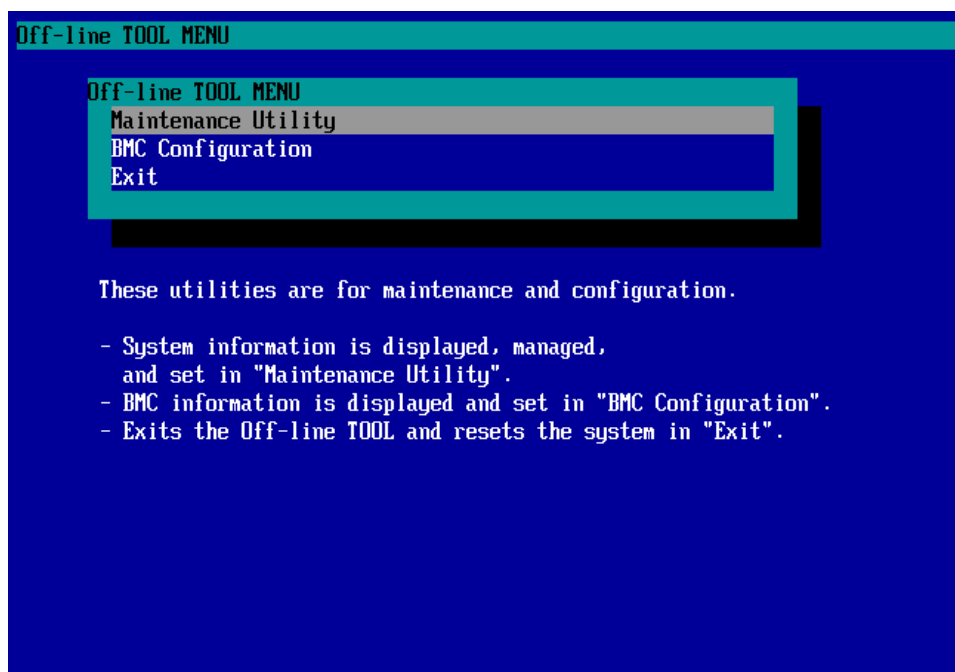 Off-line TOOL MENU
Off-line TOOL MENU
Maintenance Utility
BMC Configuration
Exit
These utilities are for maintenance and configuration.
- System information is displayed, managed,
and set in "Maintenance Utility".
- BMC information is displayed and set in "BMC Configuration".
- Exits the Off-line TOOL and resets the system in "Exit".